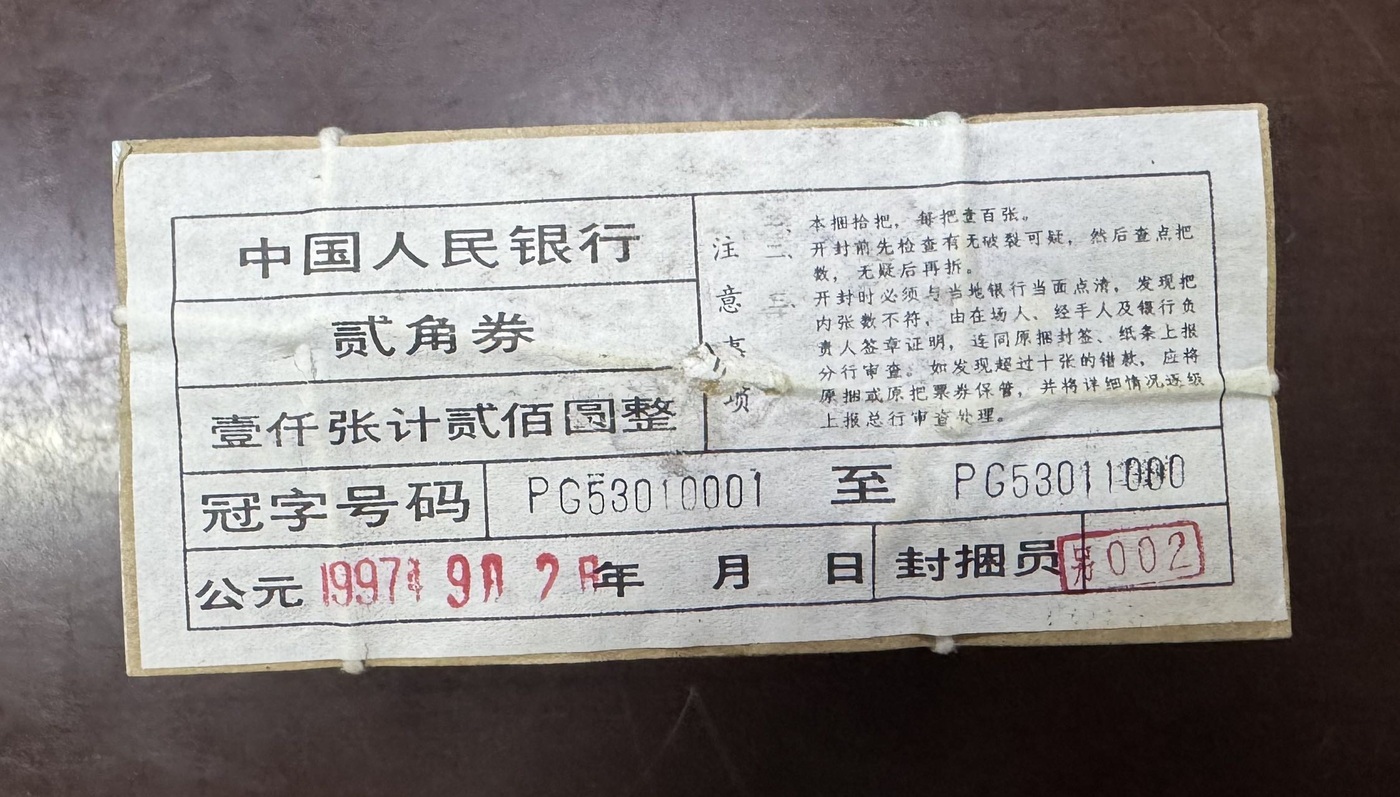 中国人民银行
贰角券
壹仟张计贰佰圆整
注意事项
一、本捆拾把，每把壹百张。
二、开封前先检查有无破裂可疑，然后查点把
数，无疑后再拆。
三、开封时必须与当地银行当面点清，发现把
内张数不符，由在场人、经手人及银行负
责人签章证明，连同原捆封签、纸条上报
分行审查。如发现超过十张的错款，应将
原捆或原把票券保管，并将详细情况逐级
上报总行审查处理。
冠字号码 PG53010001 至 PG53011000
公元 1997年 9月 2日 年 月 日 封捆员 002